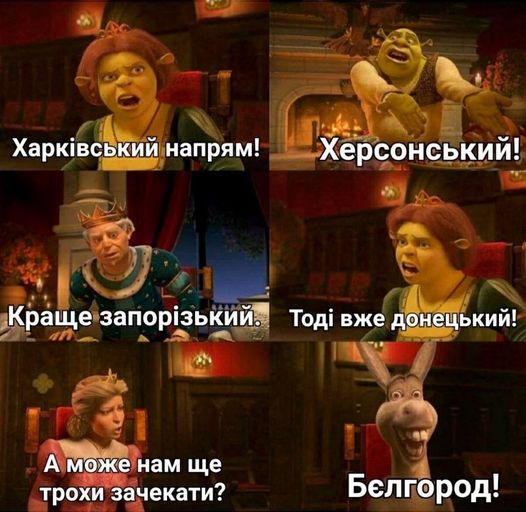 Харківський напрям!
Херсонський!
Краще запорізький.
Тоді вже донецький!
А може нам ще
трохи зачекати?
Бєлгород!